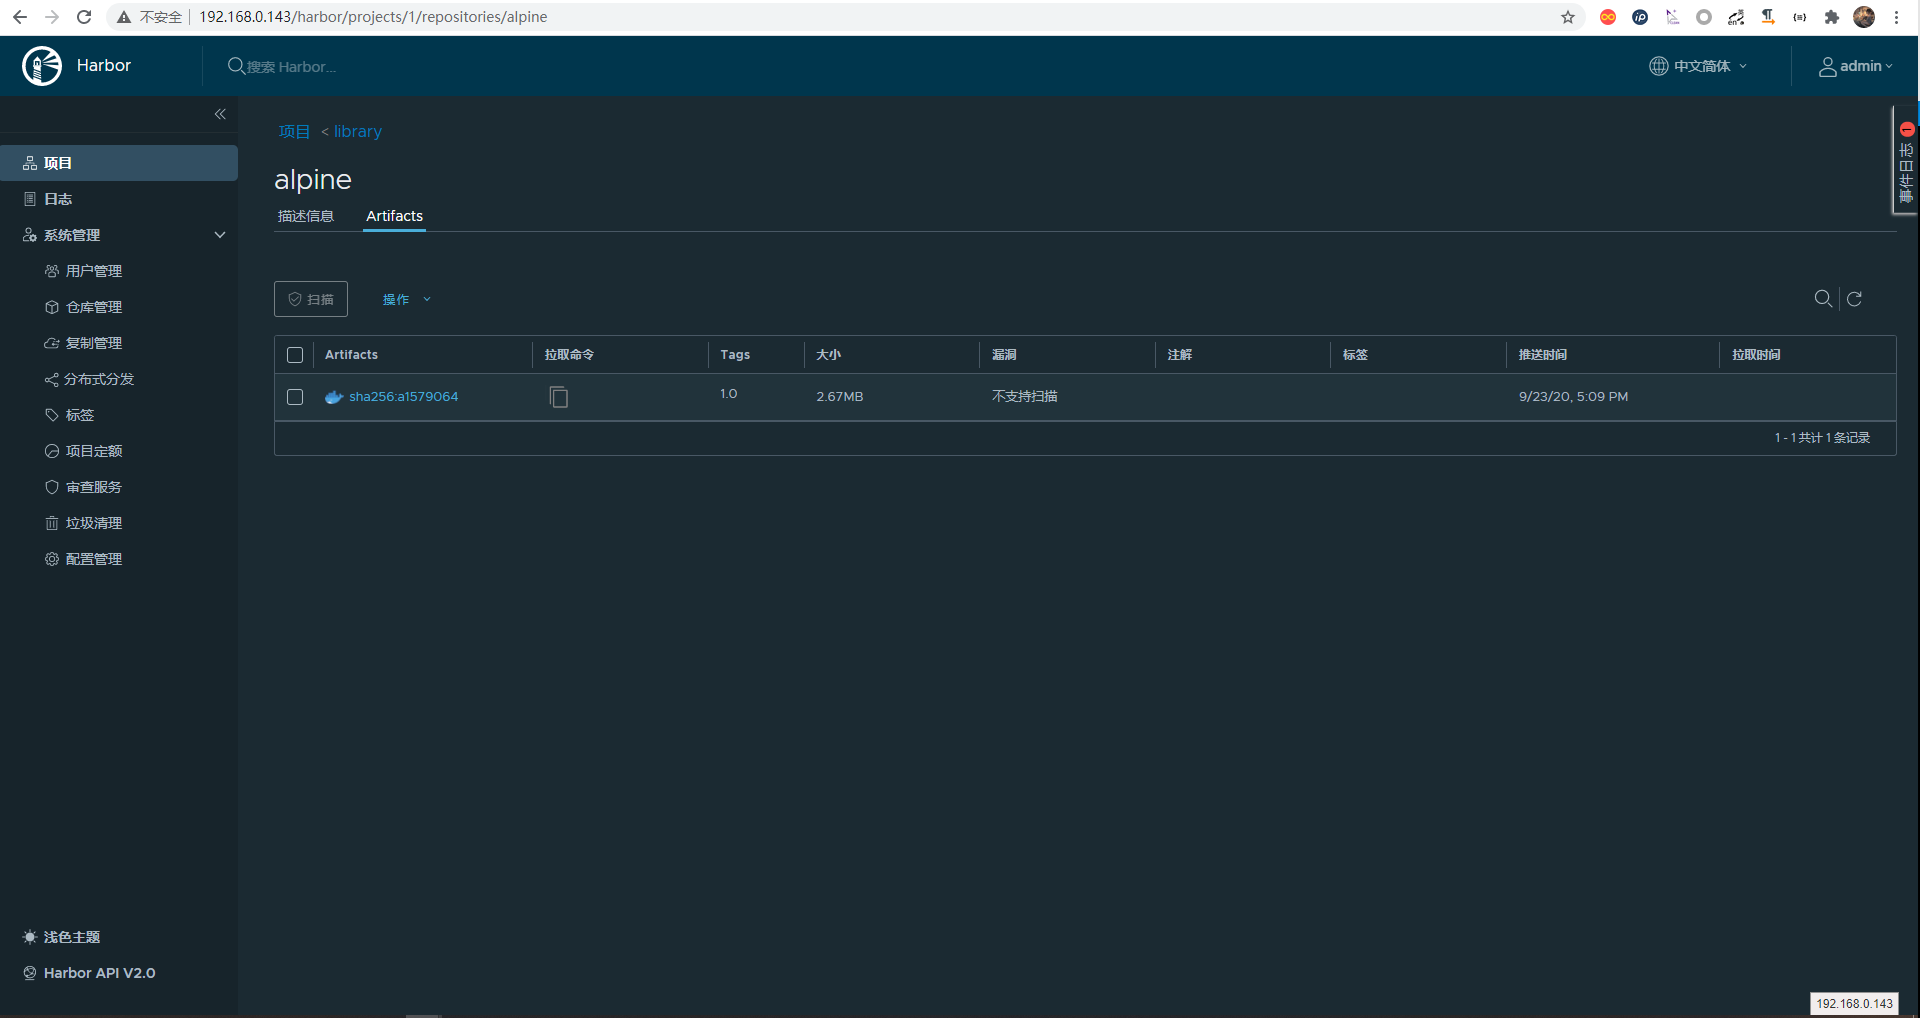 不安全 192.168.0.143/harbor/projects/1/repositories/alpine
Harbor
搜索 Harbor...
中文简体
admin
项目
日志
系统管理
用户管理
仓库管理
复制管理
分布式分发
标签
项目定额
审查服务
垃圾清理
配置管理
浅色主题
Harbor API V2.0
项目 < library
alpine
描述信息 Artifacts
扫描 操作
Artifacts 拉取命令 Tags 大小 漏洞 注解 标签 推送时间 拉取时间
sha256:a1579064 1.0 2.67MB 不支持扫描 9/23/20, 5:09 PM
1 - 1 共计 1 条记录
1
事件日志
192.168.0.143